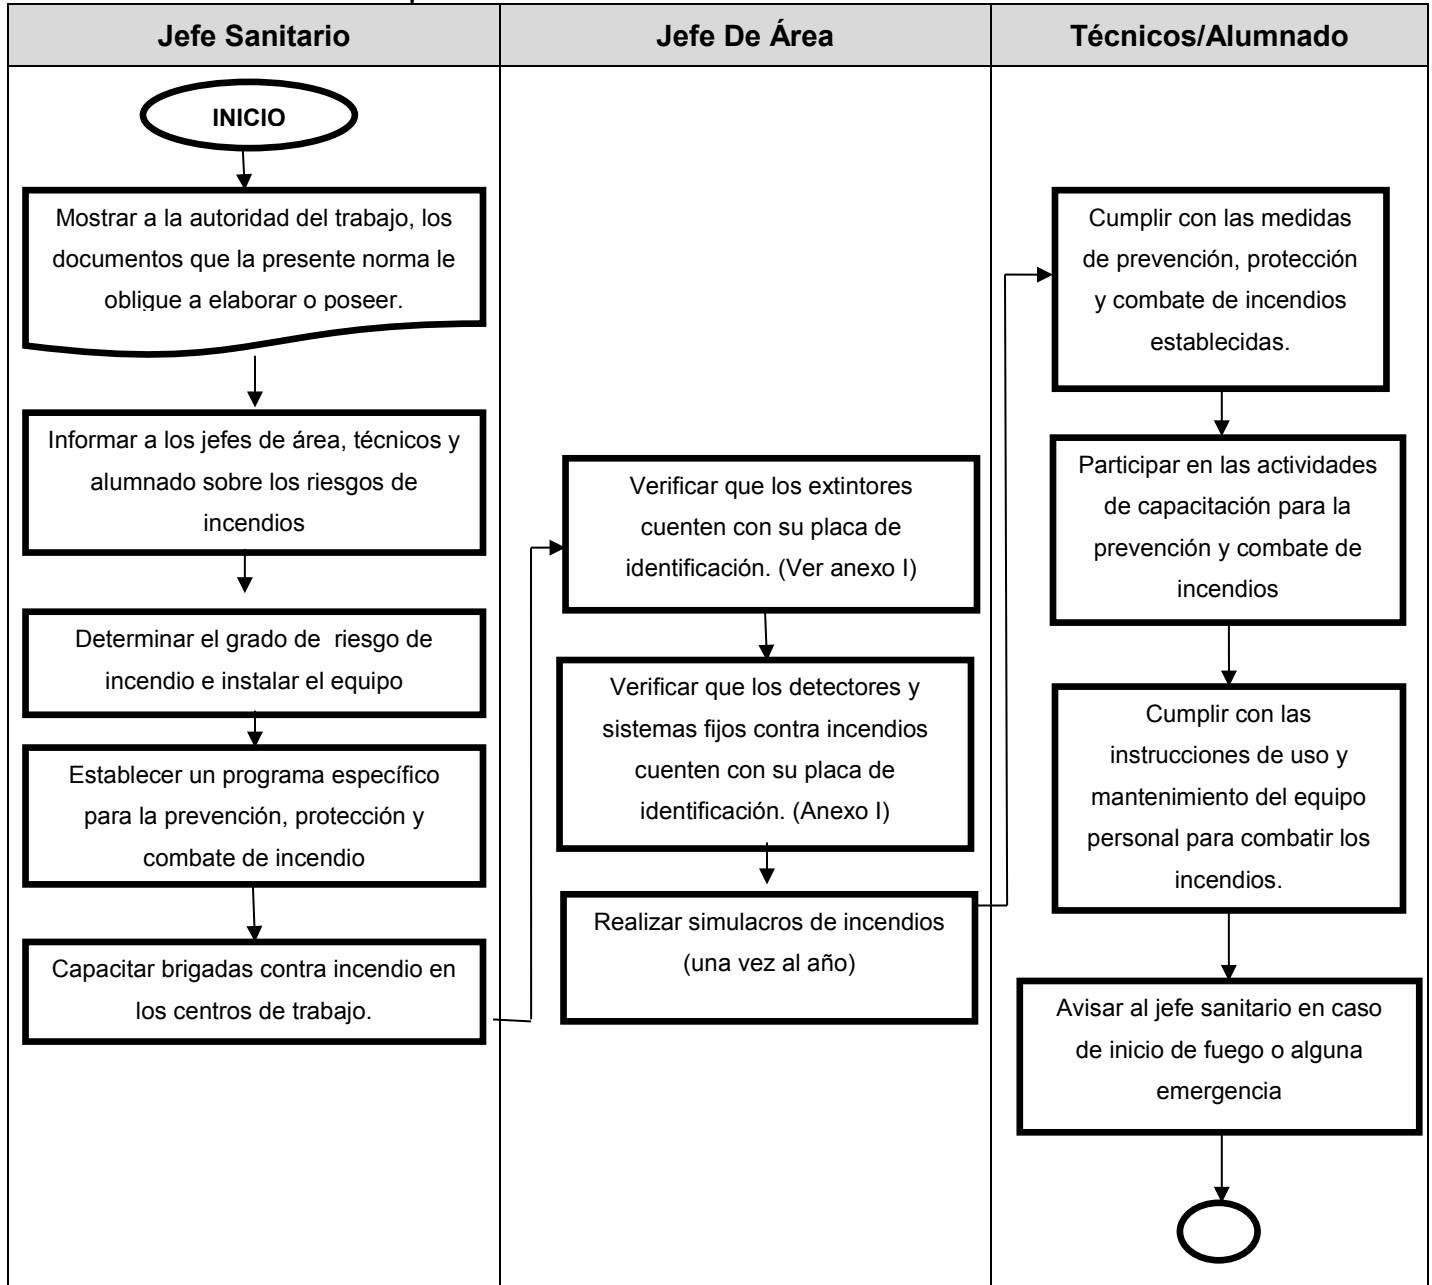 Jefe Sanitario
Jefe De Área
Técnicos/Alumnado
INICIO
Mostrar a la autoridad del trabajo, los
documentos que la presente norma le
obligue a elaborar o poseer.
Informar a los jefes de área, técnicos y
alumnado sobre los riesgos de
incendios
Determinar el grado de riesgo de
incendio e instalar el equipo
Establecer un programa específico
para la prevención, protección y
combate de incendio
Capacitar brigadas contra incendio en
los centros de trabajo.
Verificar que los extintores
cuenten con su placa de
identificación. (Ver anexo I)
Verificar que los detectores y
sistemas fijos contra incendios
cuenten con su placa de
identificación. (Anexo I)
Realizar simulacros de incendios
(una vez al año)
Cumplir con las medidas
de prevención, protección
y combate de incendios
establecidas.
Participar en las actividades
de capacitación para la
prevención y combate de
incendios
Cumplir con las
instrucciones de uso y
mantenimiento del equipo
personal para combatir los
incendios.
Avisar al jefe sanitario en caso
de inicio de fuego o alguna
emergencia